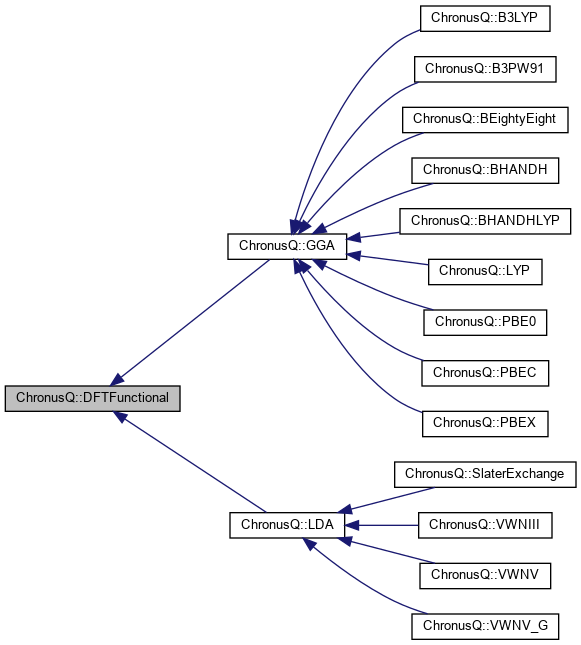 ChronusQ::B3LYP
ChronusQ::B3PW91
ChronusQ::BEightyEight
ChronusQ::BHANDH
ChronusQ::BHANDHLYP
ChronusQ::GGA
ChronusQ::LYP
ChronusQ::PBE0
ChronusQ::PBEC
ChronusQ::DFTFunctional
ChronusQ::PBEX
ChronusQ::SlaterExchange
ChronusQ::LDA
ChronusQ::VWNIII
ChronusQ::VWNV
ChronusQ::VWNV_G